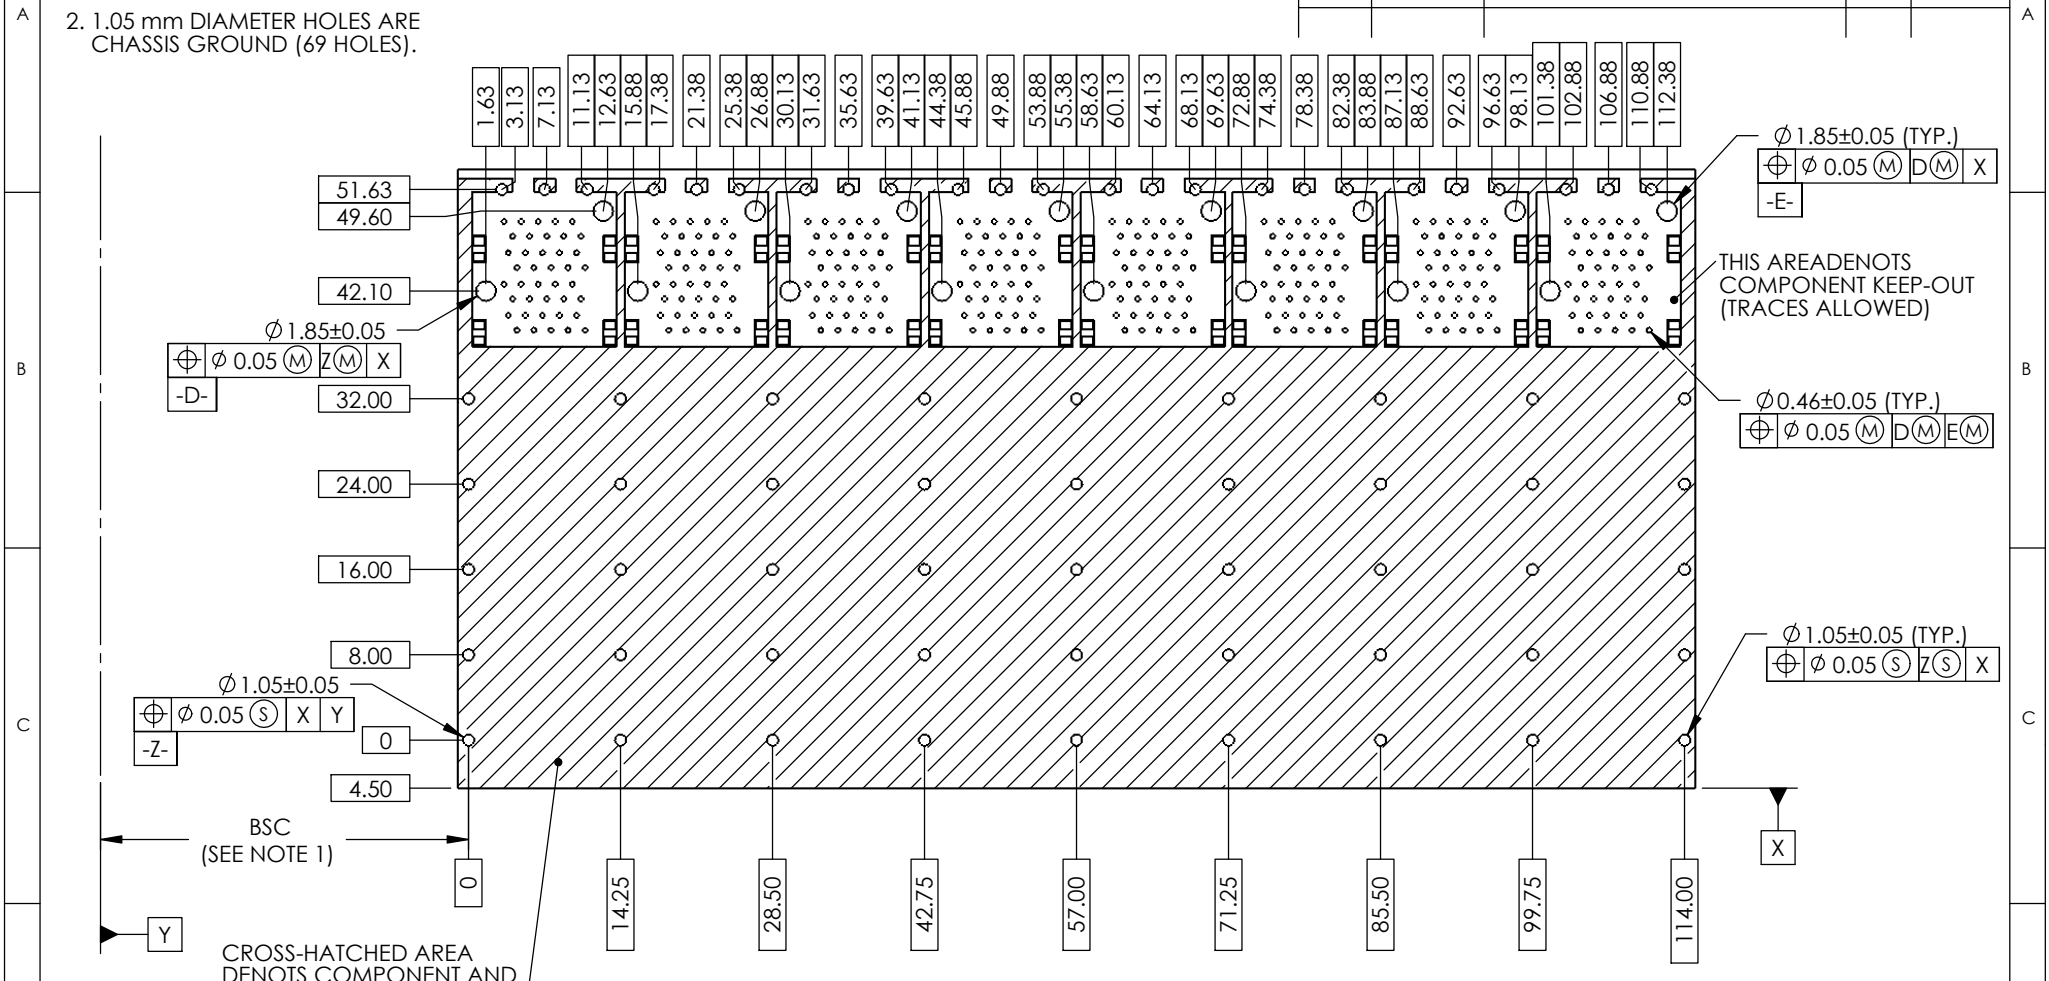 A
A
2. 1.05 mm DIAMETER HOLES ARE
CHASSIS GROUND (69 HOLES).
1.63
3.13
7.13
11.13
12.63
15.88
17.38
21.38
25.38
26.88
30.13
31.63
35.63
39.63
41.13
44.38
45.88
49.88
53.88
55.38
58.63
60.13
64.13
68.13
69.63
72.88
74.38
78.38
82.38
83.88
87.13
88.63
92.63
96.63
98.13
101.38
102.88
106.88
110.88
112.38
Ø1.85±0.05 (TYP.)
⌖ Ø 0.05 Ⓜ DⓂ X
-E-
51.63
49.60
42.10
Ø1.85±0.05
⌖ Ø 0.05 Ⓜ ZⓂ X
-D-
THIS AREADENOTS
COMPONENT KEEP-OUT
(TRACES ALLOWED)
B
B
32.00
Ø0.46±0.05 (TYP.)
⌖ Ø 0.05 Ⓜ DⓂ EⓂ
24.00
16.00
8.00
Ø1.05±0.05 (TYP.)
⌖ Ø 0.05 Ⓢ ZⓈ X
Ø1.05±0.05
⌖ Ø 0.05 Ⓢ X Y
-Z-
C
C
0
4.50
BSC
(SEE NOTE 1)
X
0
14.25
28.50
42.75
57.00
71.25
85.50
99.75
114.00
Y
CROSS-HATCHED AREA
DENOTS COMPONENT AND